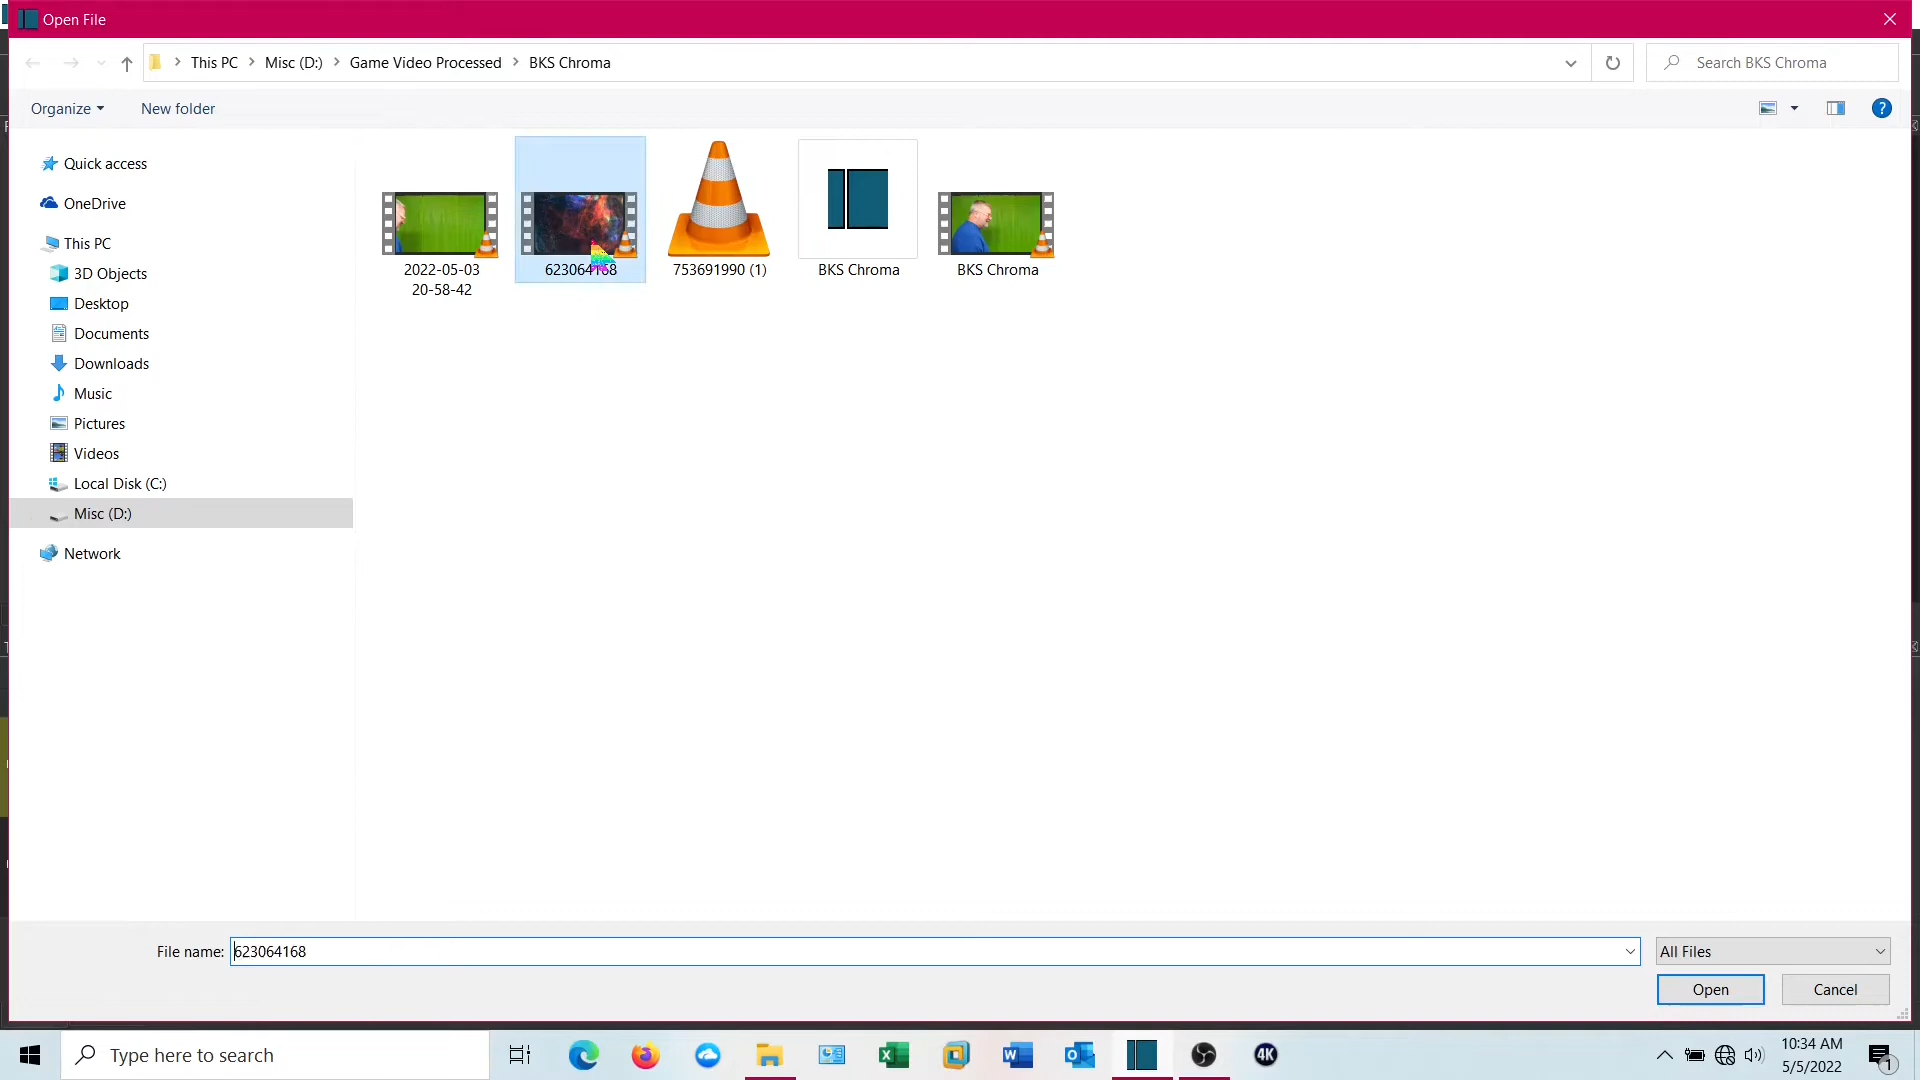 Open File
This PC
Misc (D:)
Game Video Processed
BKS Chroma
Search BKS Chroma
Organize
New folder
Quick access
OneDrive
This PC
3D Objects
Desktop
Documents
Downloads
Music
Pictures
Videos
Local Disk (C:)
Misc (D:)
Network
2022-05-03
20-58-42
623064168
753691990 (1)
BKS Chroma
BKS Chroma
File name:
623064168
All Files
Open
Cancel
Type here to search
4K
10:34 AM
5/5/2022
1